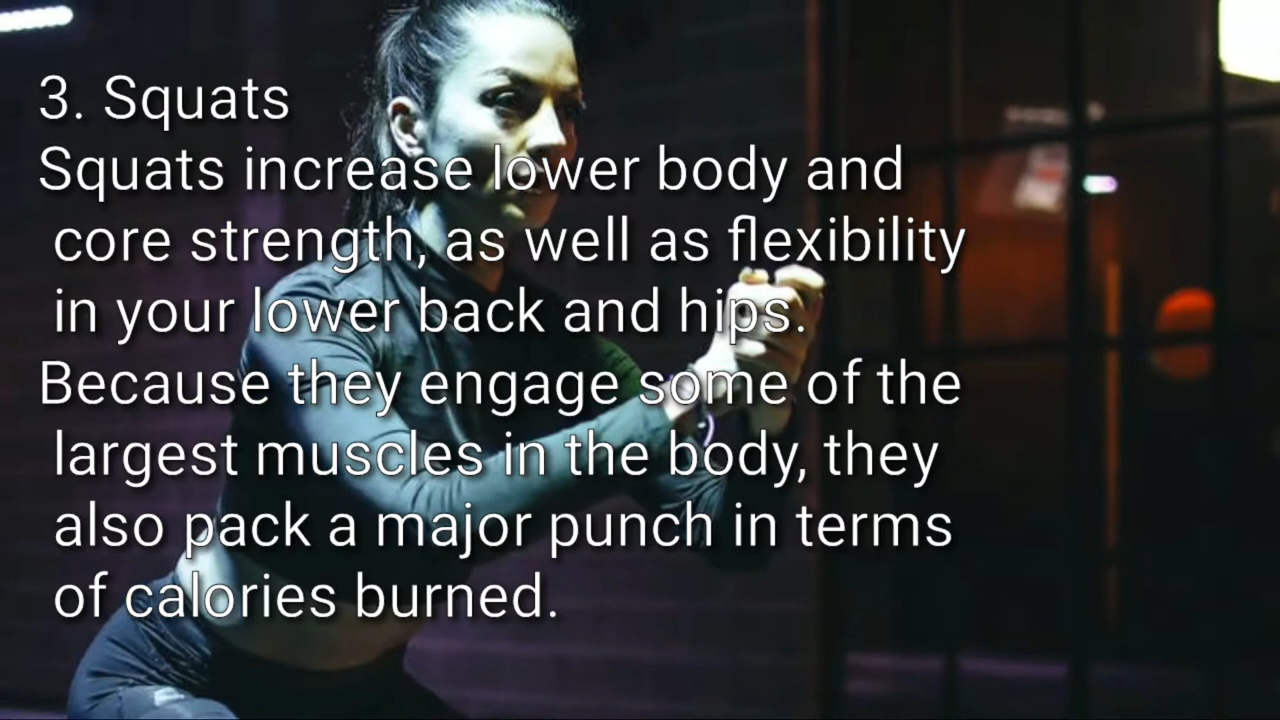 3. Squats
Squats increase lower body and
core strength, as well as flexibility
in your lower back and hips.
Because they engage some of the
largest muscles in the body, they
also pack a major punch in terms
of calories burned.